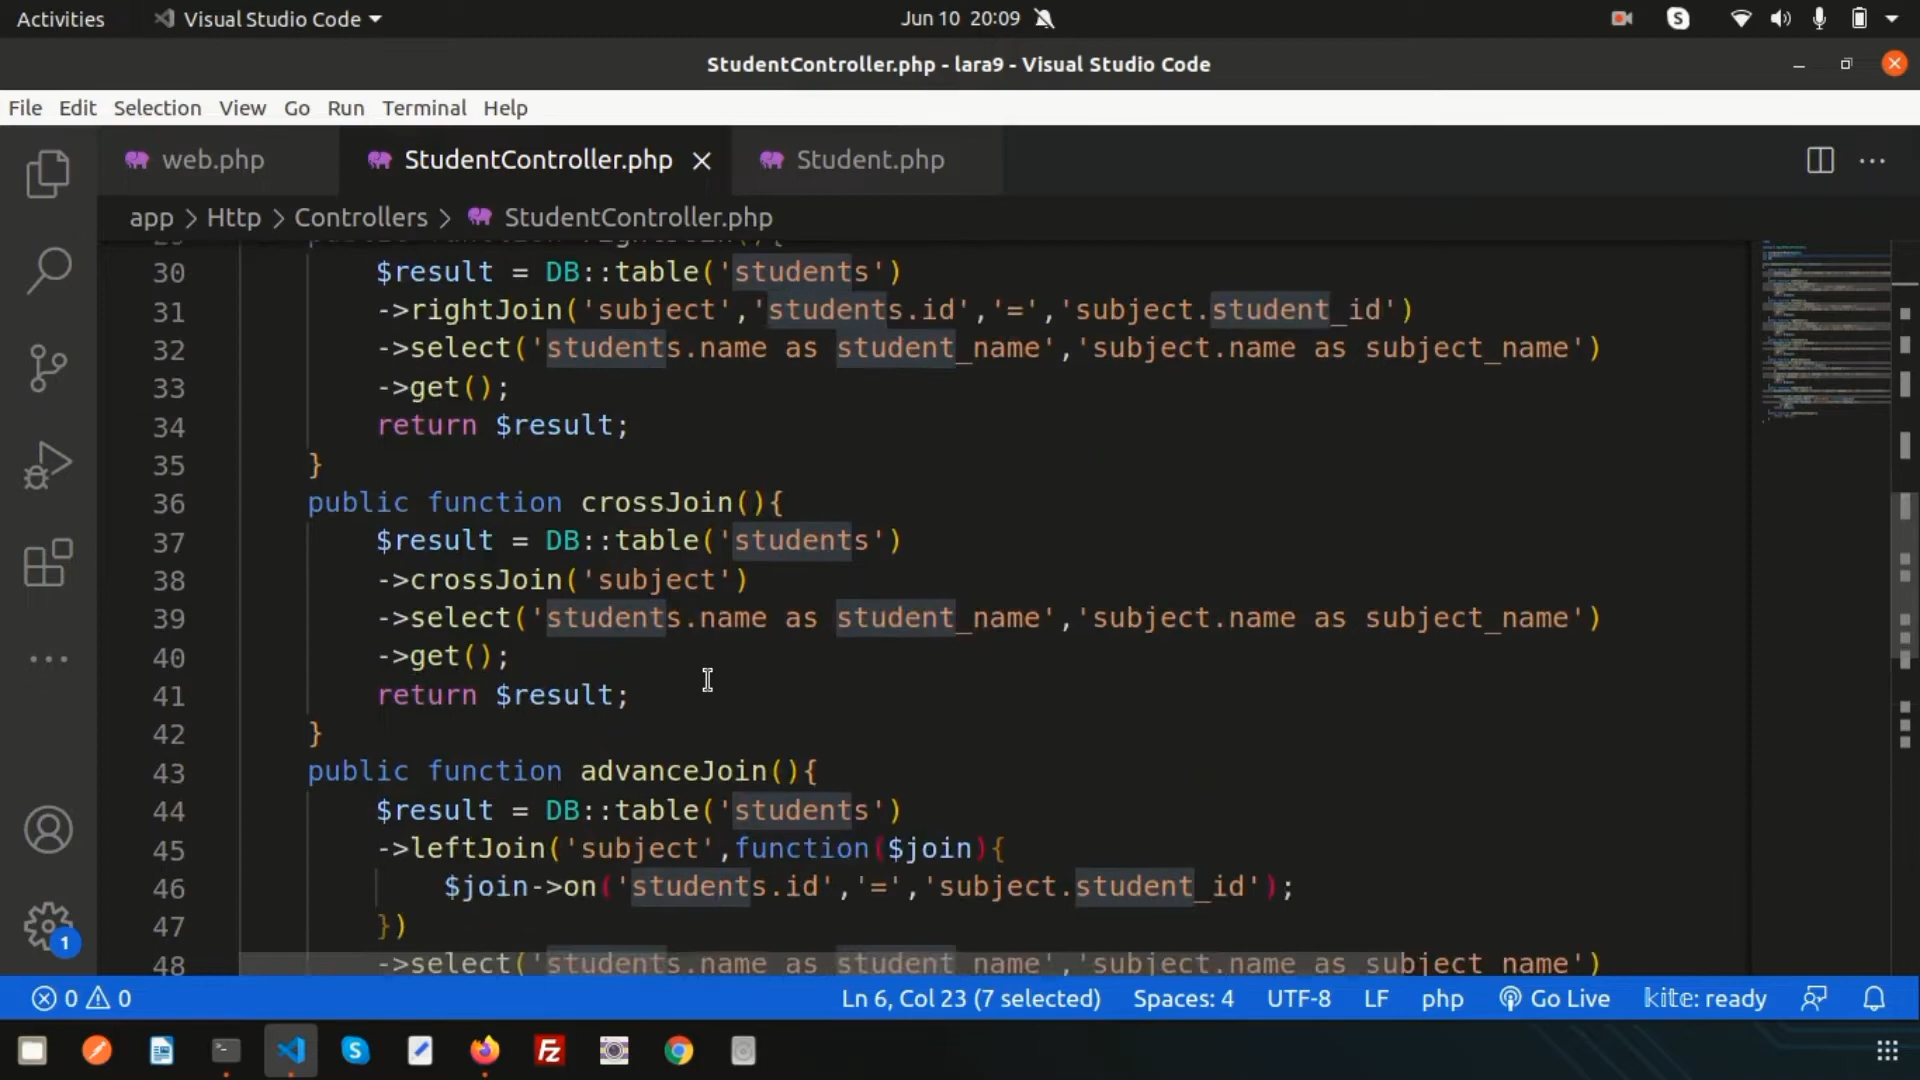 Activities
Visual Studio Code
Jun 10 20:09
StudentController.php - lara9 - Visual Studio Code
File Edit Selection View Go Run Terminal Help
web.php
StudentController.php
Student.php
app > Http > Controllers > StudentController.php
30 $result = DB::table('students')
31 ->rightJoin('subject','students.id','=','subject.student_id')
32 ->select('students.name as student_name','subject.name as subject_name')
33 ->get();
34 return $result;
35 }
36 public function crossJoin(){
37 $result = DB::table('students')
38 ->crossJoin('subject')
39 ->select('students.name as student_name','subject.name as subject_name')
40 ->get();
41 return $result;
42 }
43 public function advanceJoin(){
44 $result = DB::table('students')
45 ->leftJoin('subject',function($join){
46 $join->on('students.id','=','subject.student_id');
47 })
48 ->select('students.name as student_name','subject.name as subject_name')
1
0 0
Ln 6, Col 23 (7 selected)
Spaces: 4
UTF-8
LF
php
Go Live
kite: ready